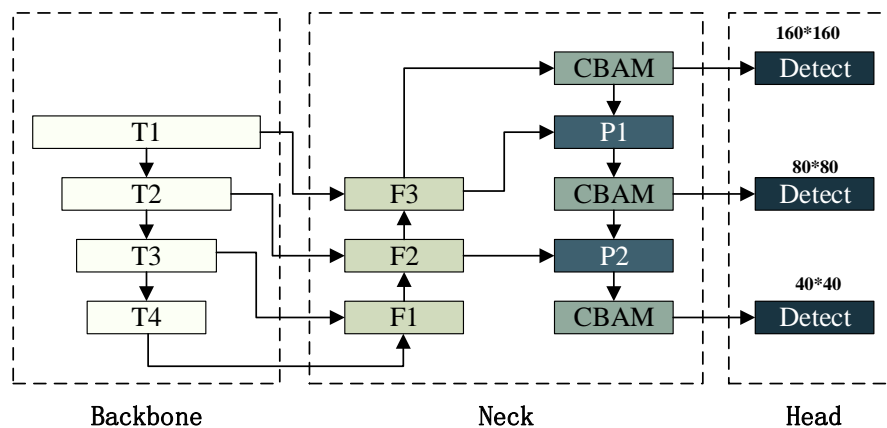 160*160
CBAM
Detect
T1
P1
80*80
T2
F3
CBAM
Detect
T3
F2
P2
40*40
T4
F1
CBAM
Detect
Backbone
Neck
Head